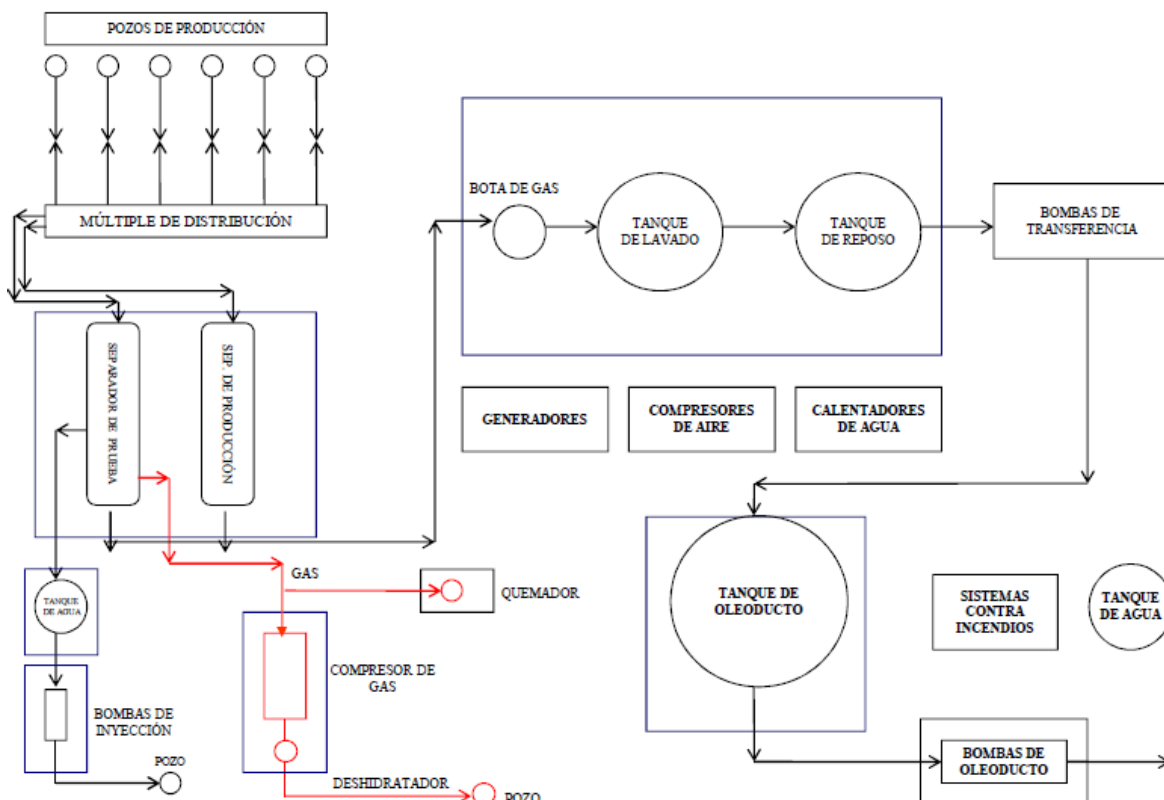 POZOS DE PRODUCCIÓN
MÚLTIPLE DE DISTRIBUCIÓN
BOTA DE GAS
TANQUE
DE LAVADO
TANQUE
DE REPOSO
BOMBAS DE
TRANSFERENCIA
SEPARADOR DE PRUEBA
SEP. DE PRODUCCIÓN
GENERADORES
COMPRESORES
DE AIRE
CALENTADORES
DE AGUA
GAS
QUEMADOR
TANQUE
DE AGUA
COMPRESOR DE
GAS
BOMBAS DE
INYECCIÓN
POZO
DESHIDRATADOR
POZO
TANQUE DE
OLEODUCTO
SISTEMAS
CONTRA
INCENDIOS
TANQUE
DE AGUA
BOMBAS DE
OLEODUCTO